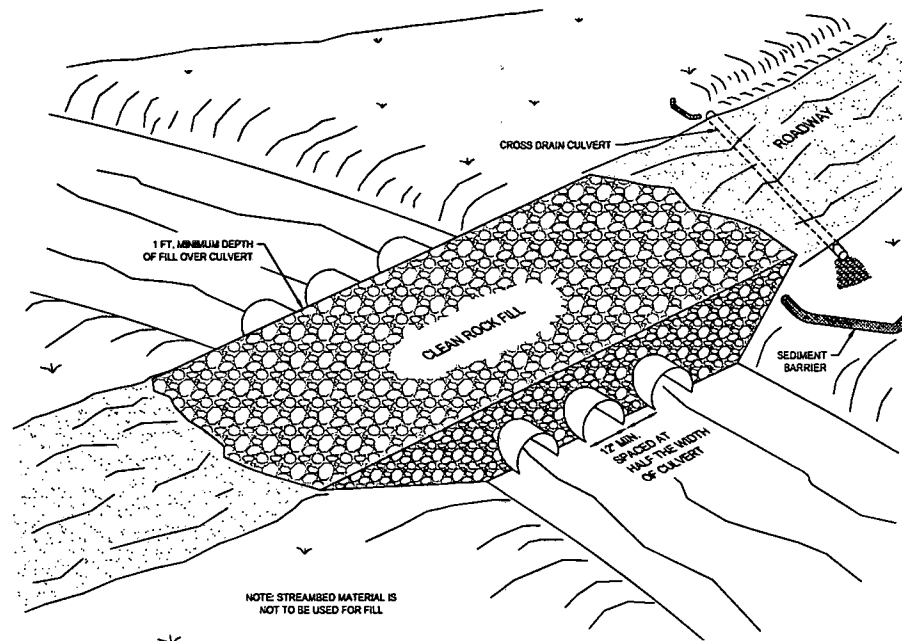 CROSS DRAIN CULVERT
ROADWAY
1 FT. MINIMUM DEPTH
OF FILL OVER CULVERT
CLEAN ROCK FILL
SEDIMENT
BARRIER
12" MIN.
SPACED AT
HALF THE WIDTH
OF CULVERT
NOTE: STREAMBED MATERIAL IS
NOT TO BE USED FOR FILL